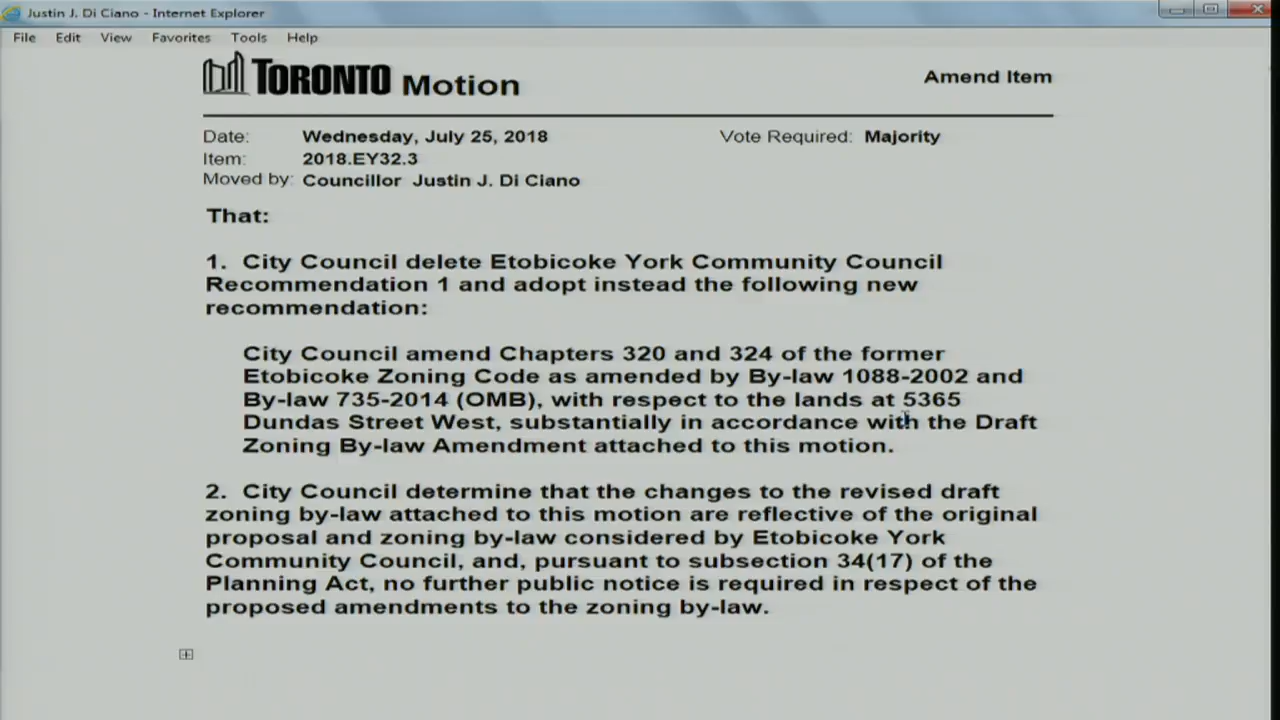 Justin J. Di Ciano - Internet Explorer
File Edit View Favorites Tools Help
TORONTO Motion
Amend Item
Date: Wednesday, July 25, 2018
Vote Required: Majority
Item: 2018.EY32.3
Moved by: Councillor Justin J. Di Ciano
That:
1. City Council delete Etobicoke York Community Council
Recommendation 1 and adopt instead the following new
recommendation:
City Council amend Chapters 320 and 324 of the former
Etobicoke Zoning Code as amended by By-law 1088-2002 and
By-law 735-2014 (OMB), with respect to the lands at 5365
Dundas Street West, substantially in accordance with the Draft
Zoning By-law Amendment attached to this motion.
2. City Council determine that the changes to the revised draft
zoning by-law attached to this motion are reflective of the original
proposal and zoning by-law considered by Etobicoke York
Community Council, and, pursuant to subsection 34(17) of the
Planning Act, no further public notice is required in respect of the
proposed amendments to the zoning by-law.